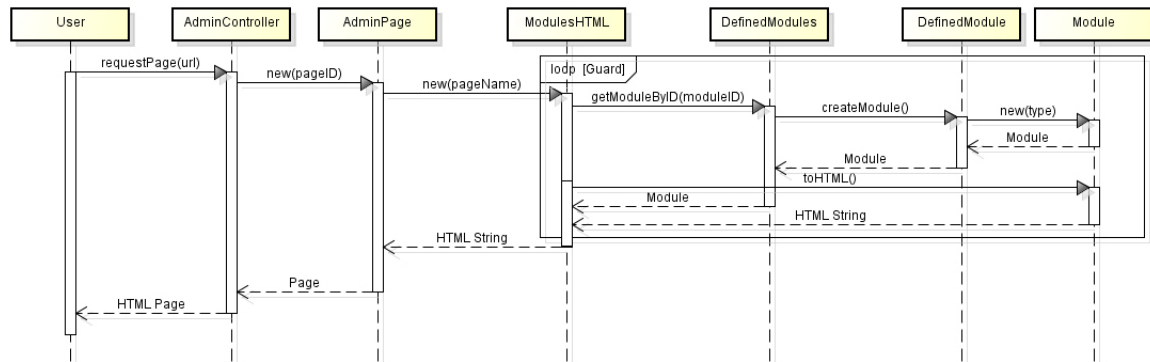 User
AdminController
AdminPage
ModulesHTML
DefinedModules
DefinedModule
Module
requestPage(url)
new(pageID)
new(pageName)
loop [Guard]
getModuleByID(moduleID)
createModule()
new(type)
Module
Module
toHTML()
Module
HTML String
HTML String
Page
HTML Page